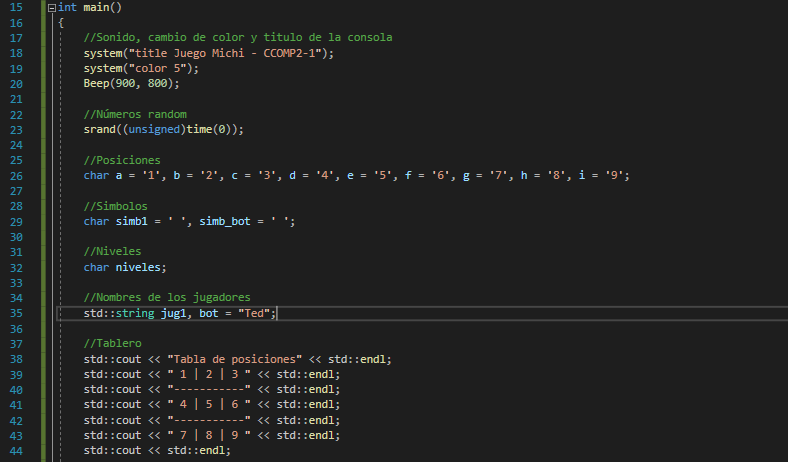 15 int main()
16 {
17 //Sonido, cambio de color y titulo de la consola
18 system("title Juego Michi - CCOMP2-1");
19 system("color 5");
20 Beep(900, 800);
21
22 //Números random
23 srand((unsigned)time(0));
24
25 //Posiciones
26 char a = '1', b = '2', c = '3', d = '4', e = '5', f = '6', g = '7', h = '8', i = '9';
27
28 //Simbolos
29 char simb1 = ' ', simb_bot = ' ';
30
31 //Niveles
32 char niveles;
33
34 //Nombres de los jugadores
35 std::string jug1, bot = "Ted";
36
37 //Tablero
38 std::cout << "Tabla de posiciones" << std::endl;
39 std::cout << " 1 | 2 | 3 " << std::endl;
40 std::cout << "-----------" << std::endl;
41 std::cout << " 4 | 5 | 6 " << std::endl;
42 std::cout << "-----------" << std::endl;
43 std::cout << " 7 | 8 | 9 " << std::endl;
44 std::cout << std::endl;